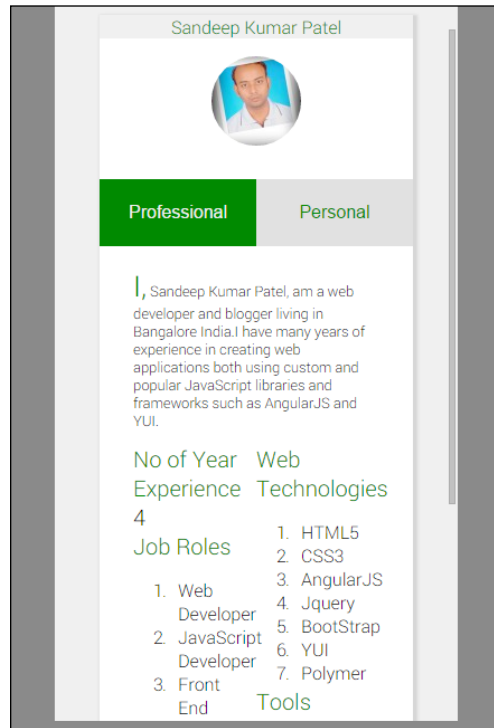 Sandeep Kumar Patel
Professional
Personal
I, Sandeep Kumar Patel, am a web
developer and blogger living in
Bangalore India.I have many years of
experience in creating web
applications both using custom and
popular JavaScript libraries and
frameworks such as AngularJS and
YUI.
No of Year
Experience
4
Job Roles
1. Web
Developer
2. JavaScript
Developer
3. Front
End
Web
Technologies
1. HTML5
2. CSS3
3. AngularJS
4. Jquery
5. BootStrap
6. YUI
7. Polymer
Tools